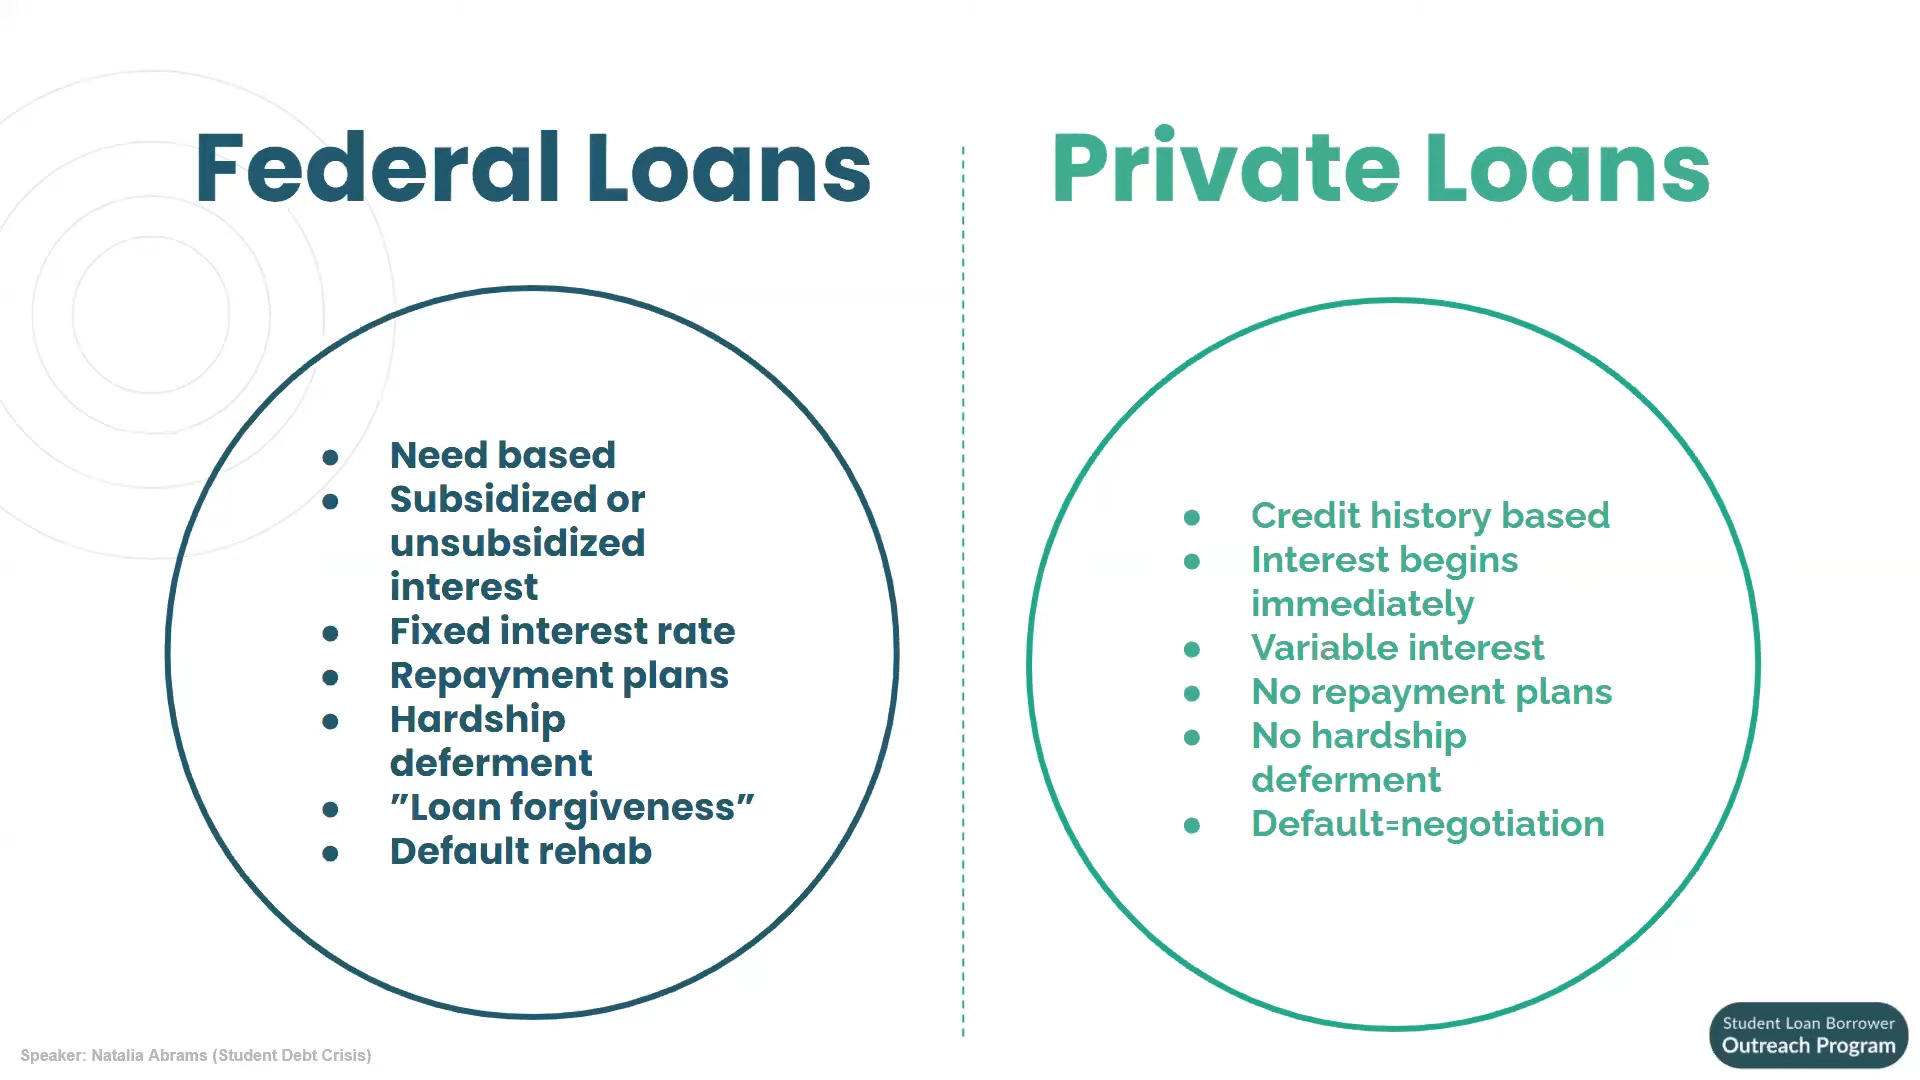 Federal Loans
● Need based
● Subsidized or
unsubsidized
interest
● Fixed interest rate
● Repayment plans
● Hardship
deferment
● ”Loan forgiveness”
● Default rehab
Private Loans
● Credit history based
● Interest begins
immediately
● Variable interest
● No repayment plans
● No hardship
deferment
● Default=negotiation
Speaker: Natalia Abrams (Student Debt Crisis)
Student Loan Borrower
Outreach Program